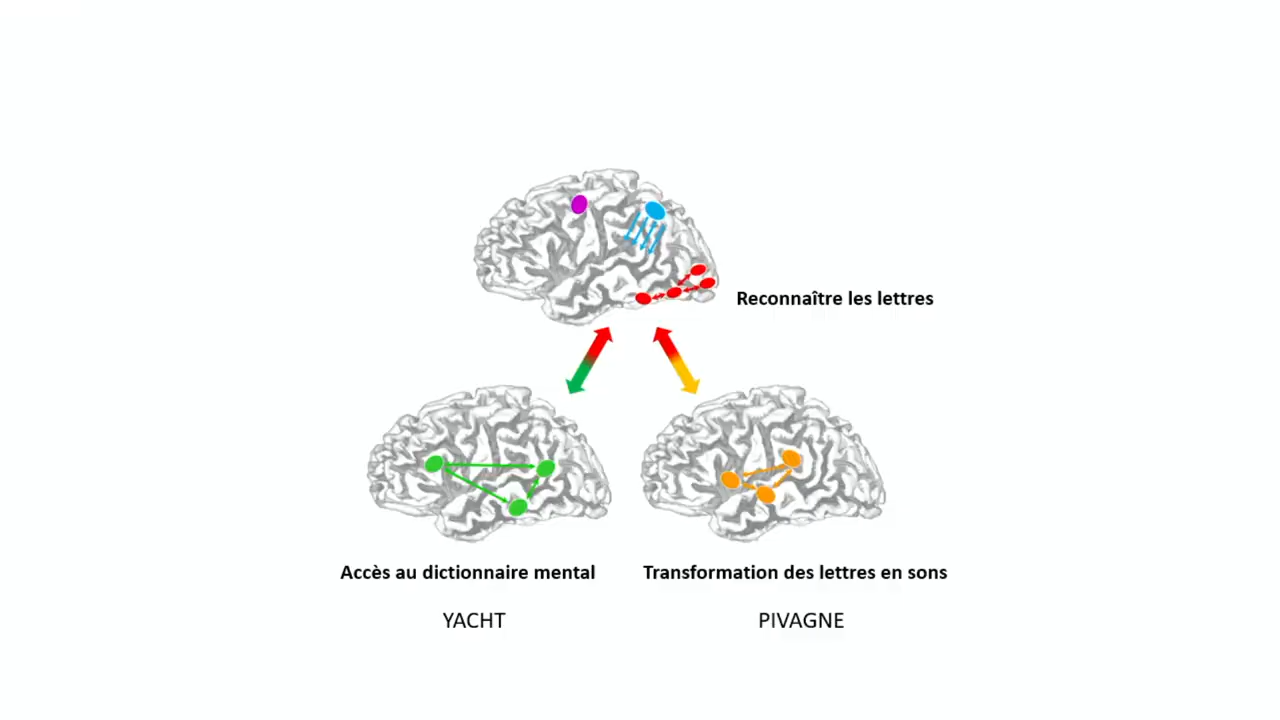 Reconnaître les lettres
Accès au dictionnaire mental
Transformation des lettres en sons
YACHT
PIVAGNE